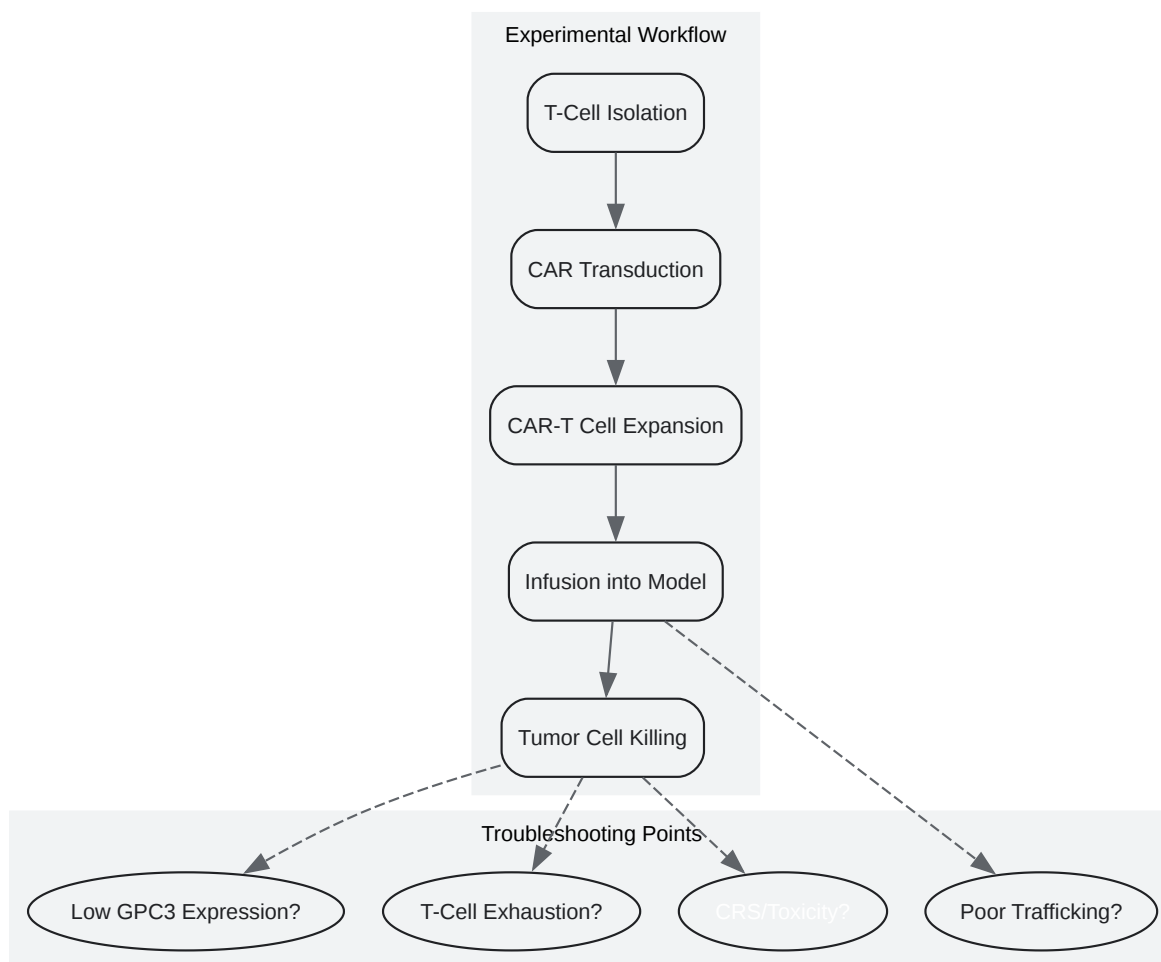 Experimental Workflow
T-Cell Isolation
CAR Transduction
CAR-T Cell Expansion
Infusion into Model
Tumor Cell Killing
Troubleshooting Points
Low GPC3 Expression?
T-Cell Exhaustion?
CRS/Toxicity?
Poor Trafficking?